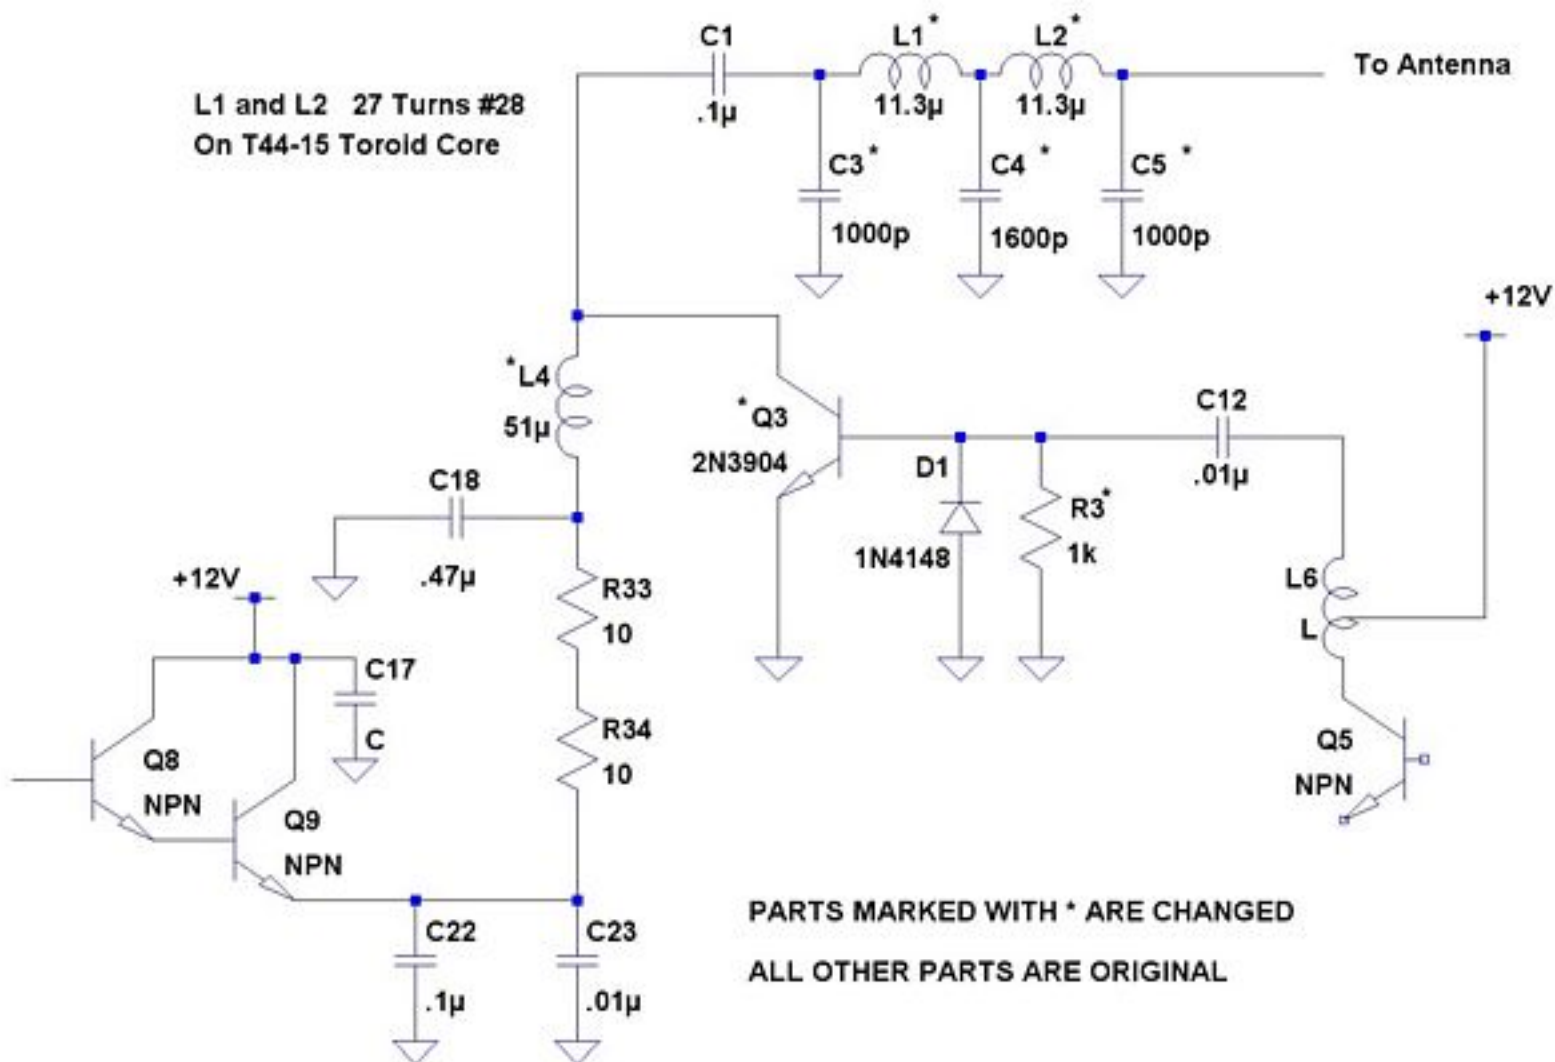 C1
.1µ
L1*
11.3µ
L2*
11.3µ
To Antenna
L1 and L2 27 Turns #28
On T44-15 Toroid Core
C3*
1000p
C4 *
1600p
C5 *
1000p
+12V
*L4
51µ
*Q3
2N3904
C12
.01µ
D1
1N4148
R3*
1k
C18
.47µ
+12V
R33
10
L6
L
C17
C
R34
10
Q8
NPN
Q9
NPN
Q5
NPN
C22
.1µ
C23
.01µ
PARTS MARKED WITH * ARE CHANGED
ALL OTHER PARTS ARE ORIGINAL